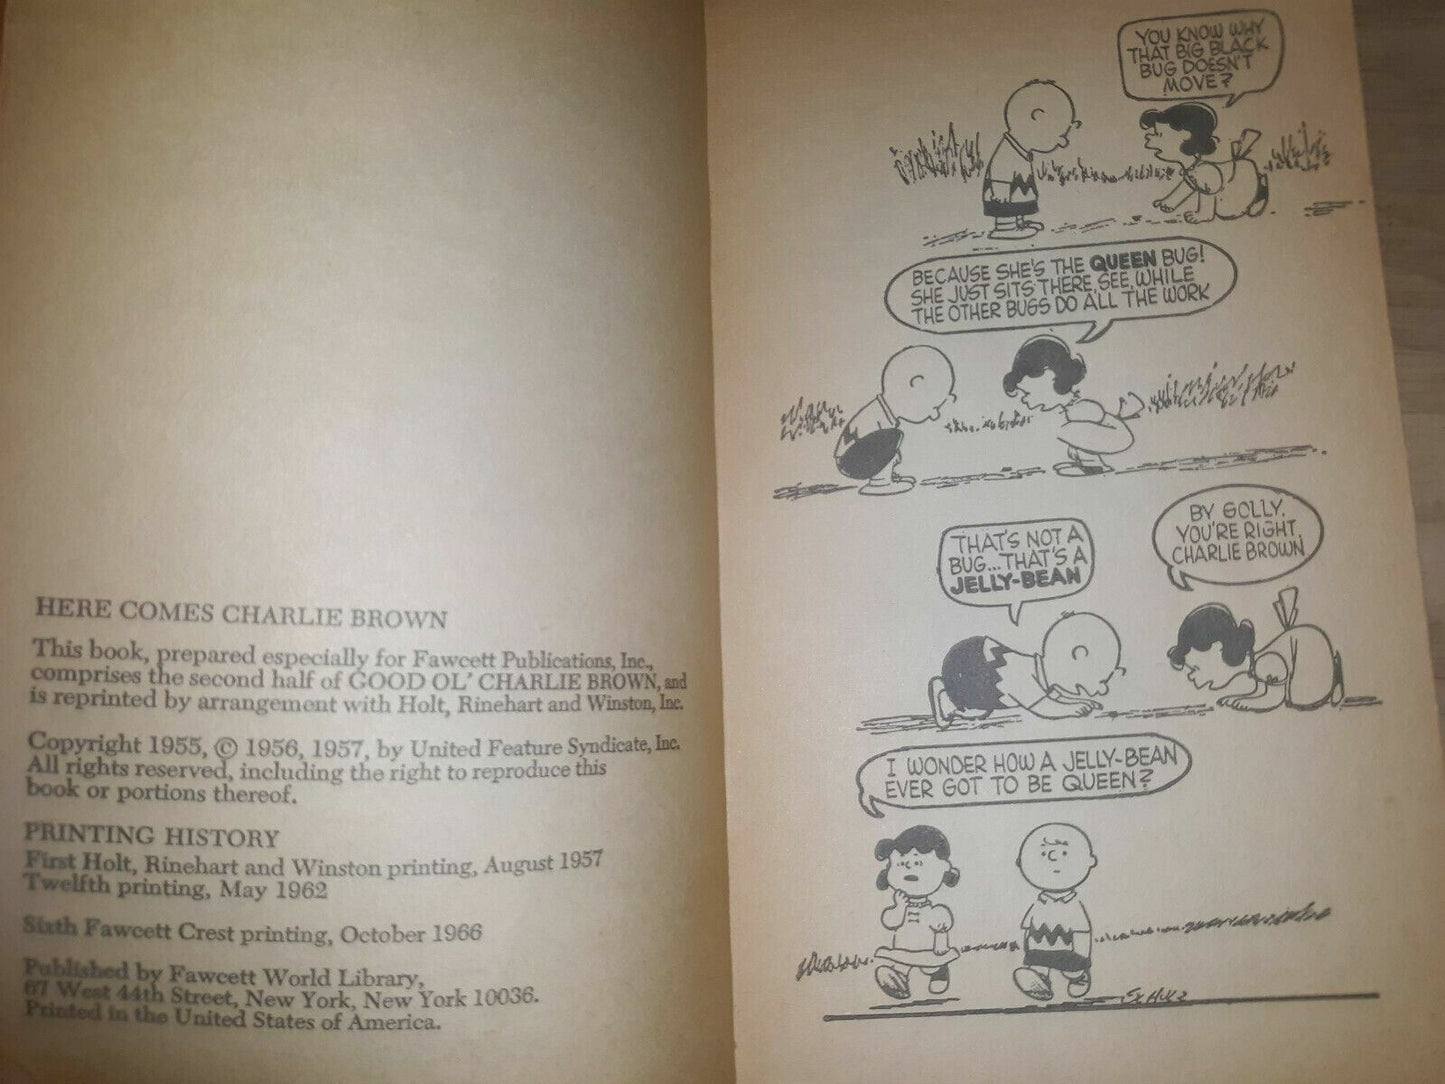 HERE COMES CHARLIE BROWN
This book, prepared especially for Fawcett Publications, Inc.,
comprises the second half of GOOD OL' CHARLIE BROWN, and
is reprinted by arrangement with Holt, Rinehart and Winston, Inc.
Copyright 1955, © 1956, 1957, by United Feature Syndicate, Inc.
All rights reserved, including the right to reproduce this
book or portions thereof.
PRINTING HISTORY
First Holt, Rinehart and Winston printing, August 1957
Twelfth printing, May 1962
Sixth Fawcett Crest printing, October 1966
Published by Fawcett World Library,
67 West 44th Street, New York, New York 10036.
Printed in the United States of America.
YOU KNOW WHY
THAT BIG BLACK
BUG DOESN'T
MOVE?
BECAUSE SHE'S THE QUEEN BUG!
SHE JUST SITS THERE, SEE, WHILE
THE OTHER BUGS DO ALL THE WORK
THAT'S NOT A
BUG...THAT'S A
JELLY-BEAN
BY GOLLY,
YOU'RE RIGHT,
CHARLIE BROWN
I WONDER HOW A JELLY-BEAN
EVER GOT TO BE QUEEN?
SCHULZ